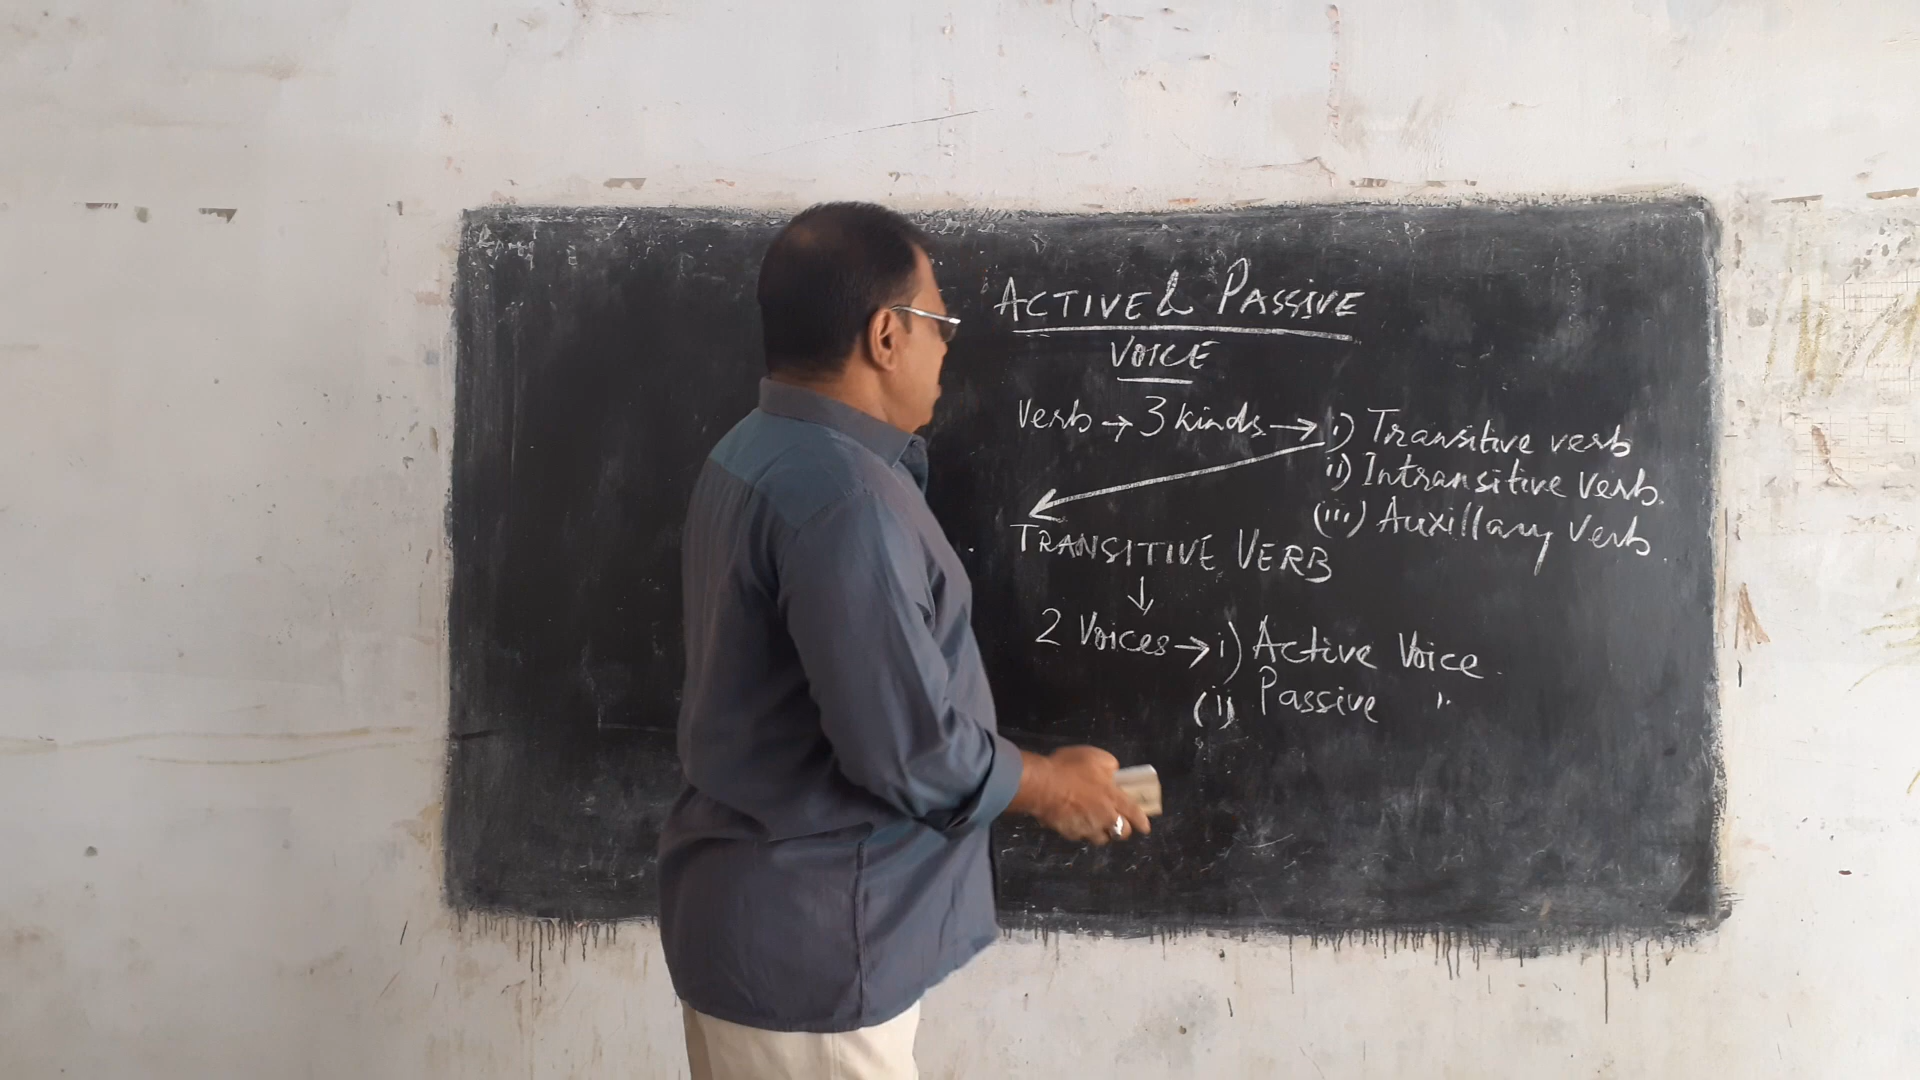 ACTIVE & PASSIVE
VOICE
Verb → 3 kinds → i) Transitive verb
ii) Intransitive Verb.
(iii) Auxillary Verb.
TRANSITIVE VERB
↓
2 Voices → i) Active Voice.
(ii) Passive "